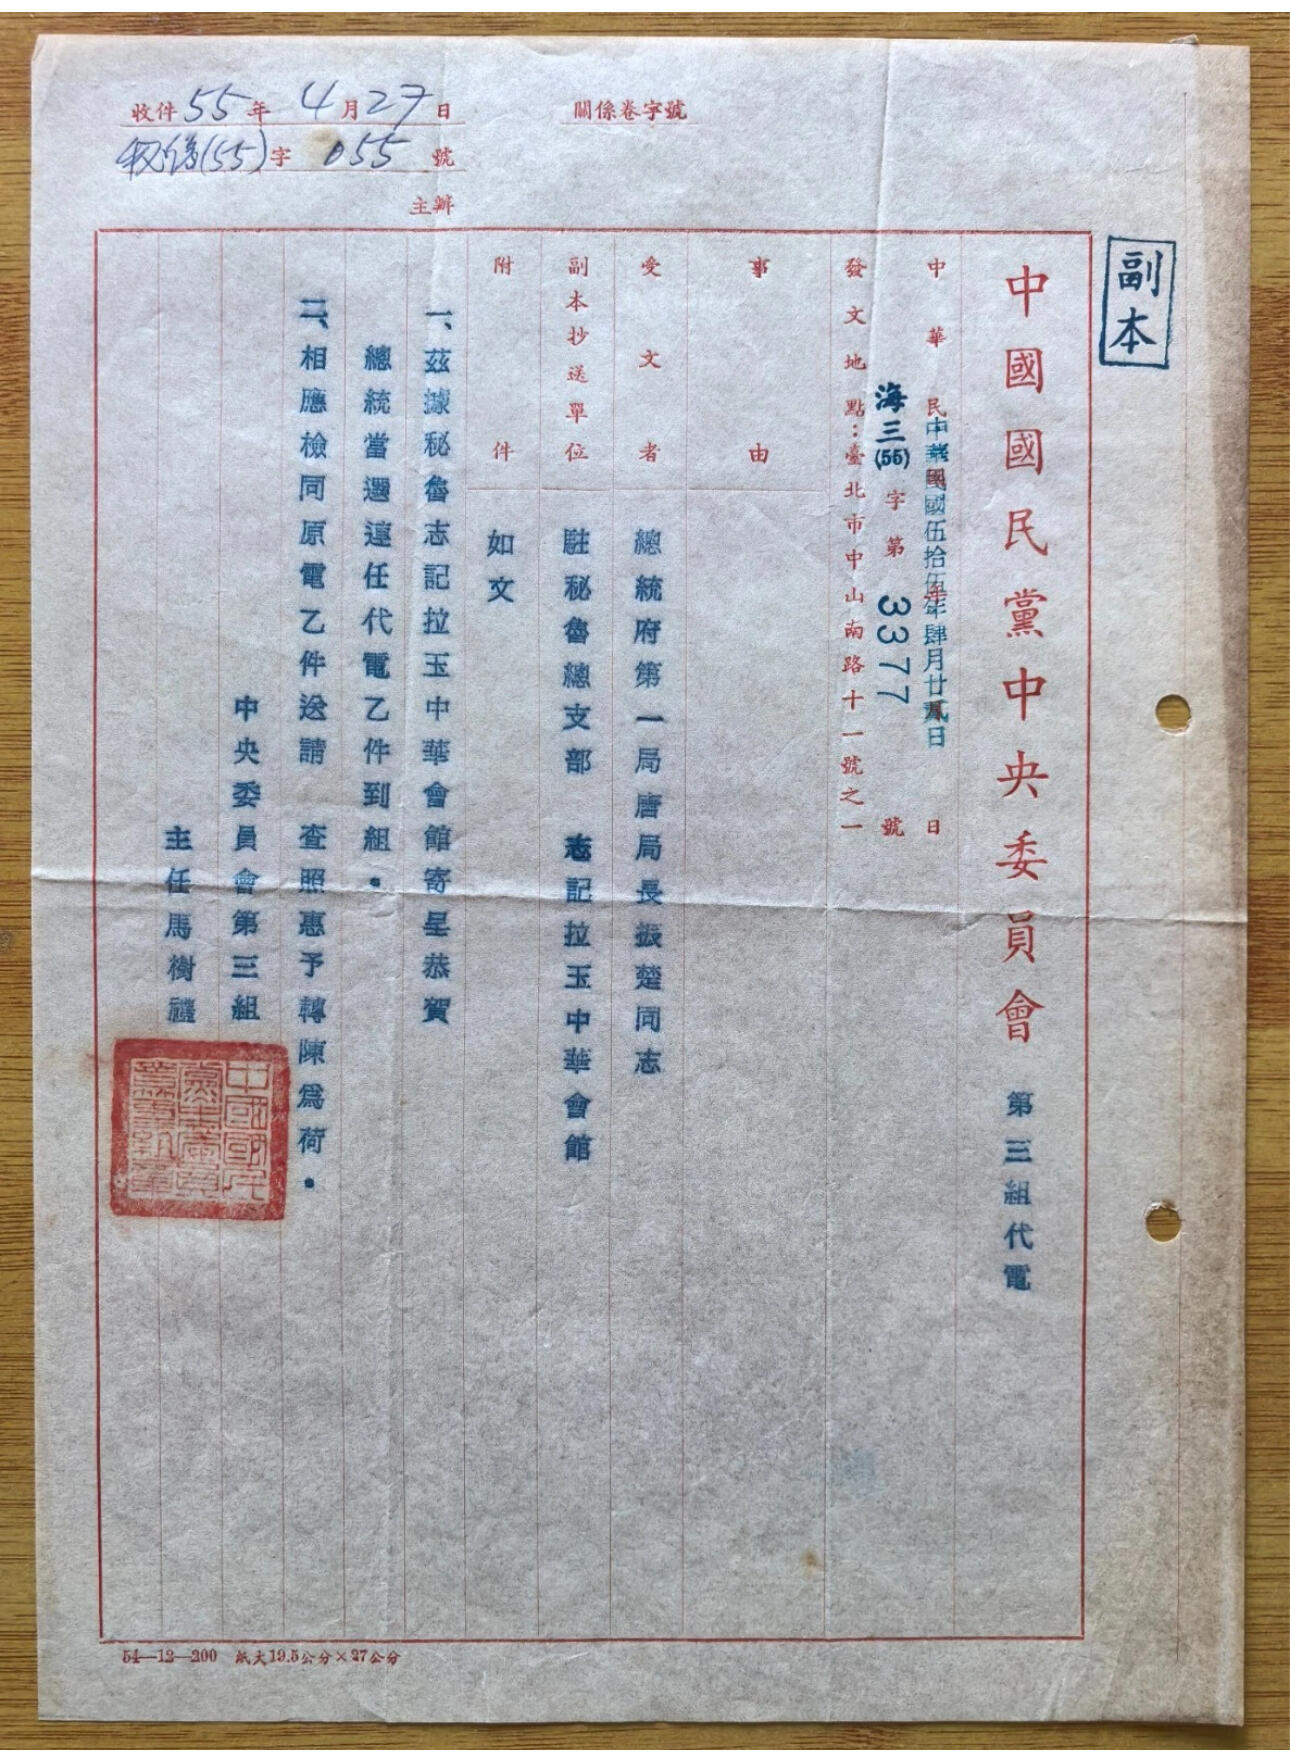 副本
中國國民黨中央委員會 第三組代電
中華民國 年 月 日
中華民國伍拾伍年肆月廿貳日
海三(55)字第3377號
發文地點：臺北市中山南路十一號之一
事由
受文者 總統府第一局唐局長振楚同志
副本抄送單位 駐秘魯總支部 志記拉玉中華會館
附件 如文
一、茲據秘魯志記拉玉中華會館寄呈恭賀
總統當選連任代電乙件到組。
二、相應檢同原電乙件送請 查照惠予轉陳為荷。
中央委員會第三組
主任馬樹禮
收件55年4月27日
(55)字055號
主辦
關係卷字號
54—12—200 紙大19.5公分×27公分